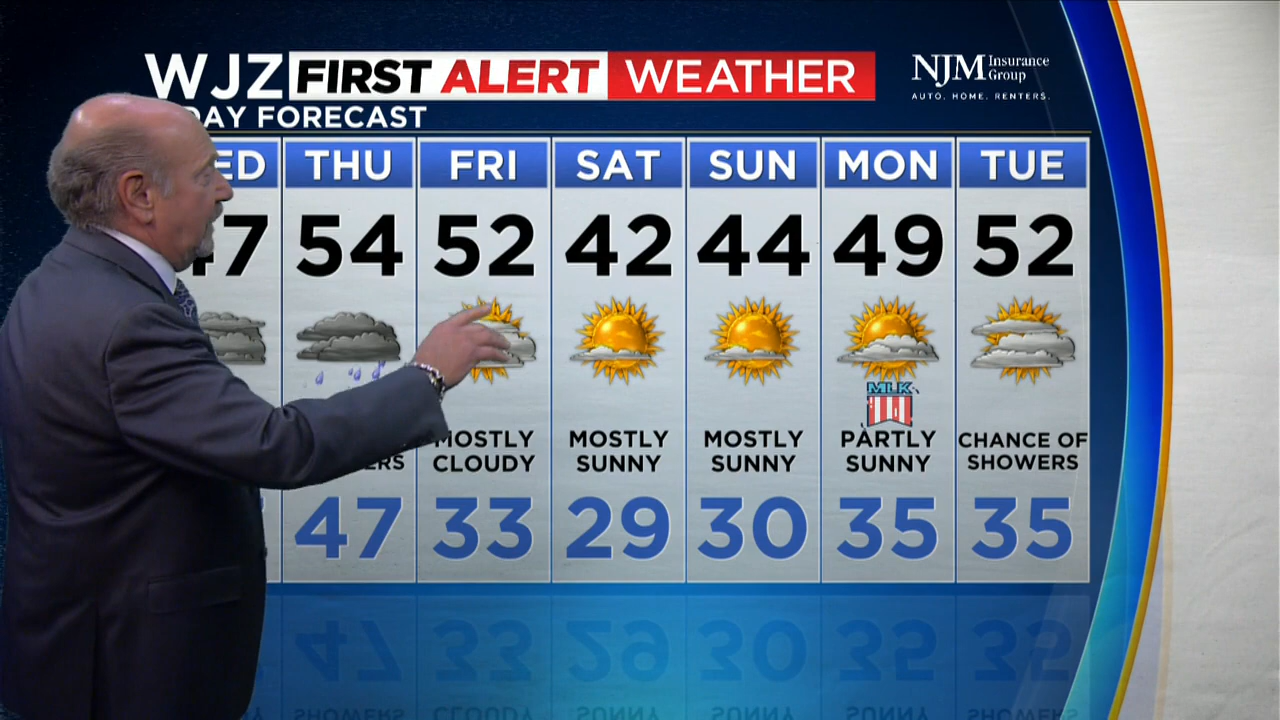 WJZ FIRST ALERT WEATHER
DAY FORECAST
NJM Insurance Group
AUTO. HOME. RENTERS.
THU FRI SAT SUN MON TUE
54 52 42 44 49 52
MLK
MOSTLY MOSTLY MOSTLY PARTLY CHANCE OF
CLOUDY SUNNY SUNNY SUNNY SHOWERS
47 33 29 30 35 35